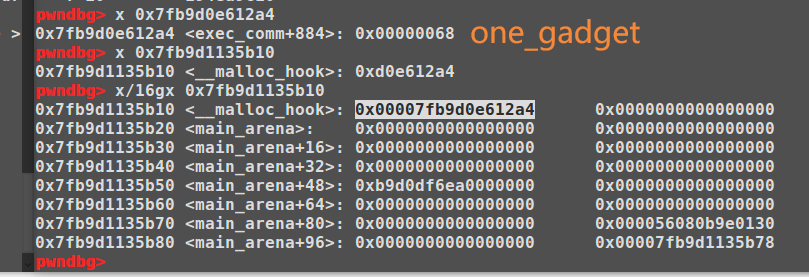 pwndbg> x 0x7fb9d0e612a4
0x7fb9d0e612a4 <exec_comm+884>: 0x00000068 one_gadget
pwndbg> x 0x7fb9d1135b10
0x7fb9d1135b10 <__malloc_hook>: 0xd0e612a4
pwndbg> x/16gx 0x7fb9d1135b10
0x7fb9d1135b10 <__malloc_hook>: 0x00007fb9d0e612a4 0x0000000000000000
0x7fb9d1135b20 <main_arena>: 0x0000000000000000 0x0000000000000000
0x7fb9d1135b30 <main_arena+16>: 0x0000000000000000 0x0000000000000000
0x7fb9d1135b40 <main_arena+32>: 0x0000000000000000 0x0000000000000000
0x7fb9d1135b50 <main_arena+48>: 0xb9d0df6ea0000000 0x0000000000000000
0x7fb9d1135b60 <main_arena+64>: 0x0000000000000000 0x0000000000000000
0x7fb9d1135b70 <main_arena+80>: 0x0000000000000000 0x000056080b9e0130
0x7fb9d1135b80 <main_arena+96>: 0x0000000000000000 0x00007fb9d1135b78
pwndbg>